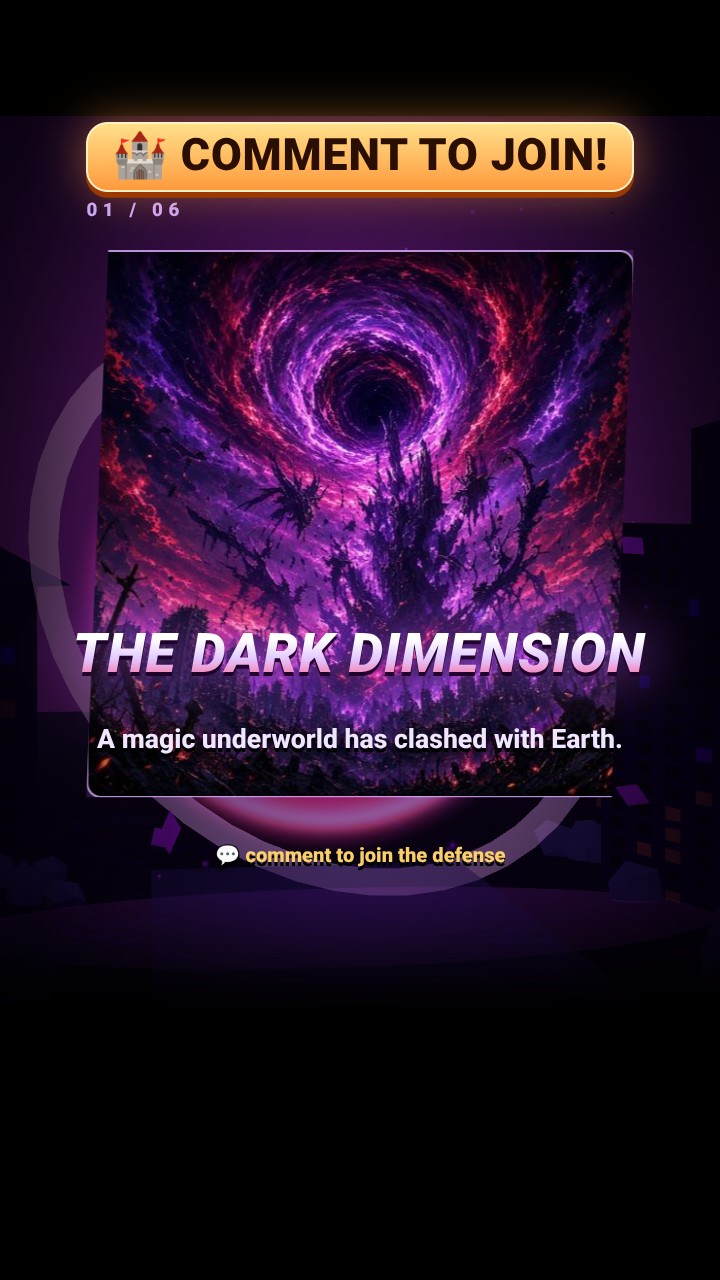 🏰 COMMENT TO JOIN!
01 / 06
THE DARK DIMENSION
A magic underworld has clashed with Earth.
💬 comment to join the defense